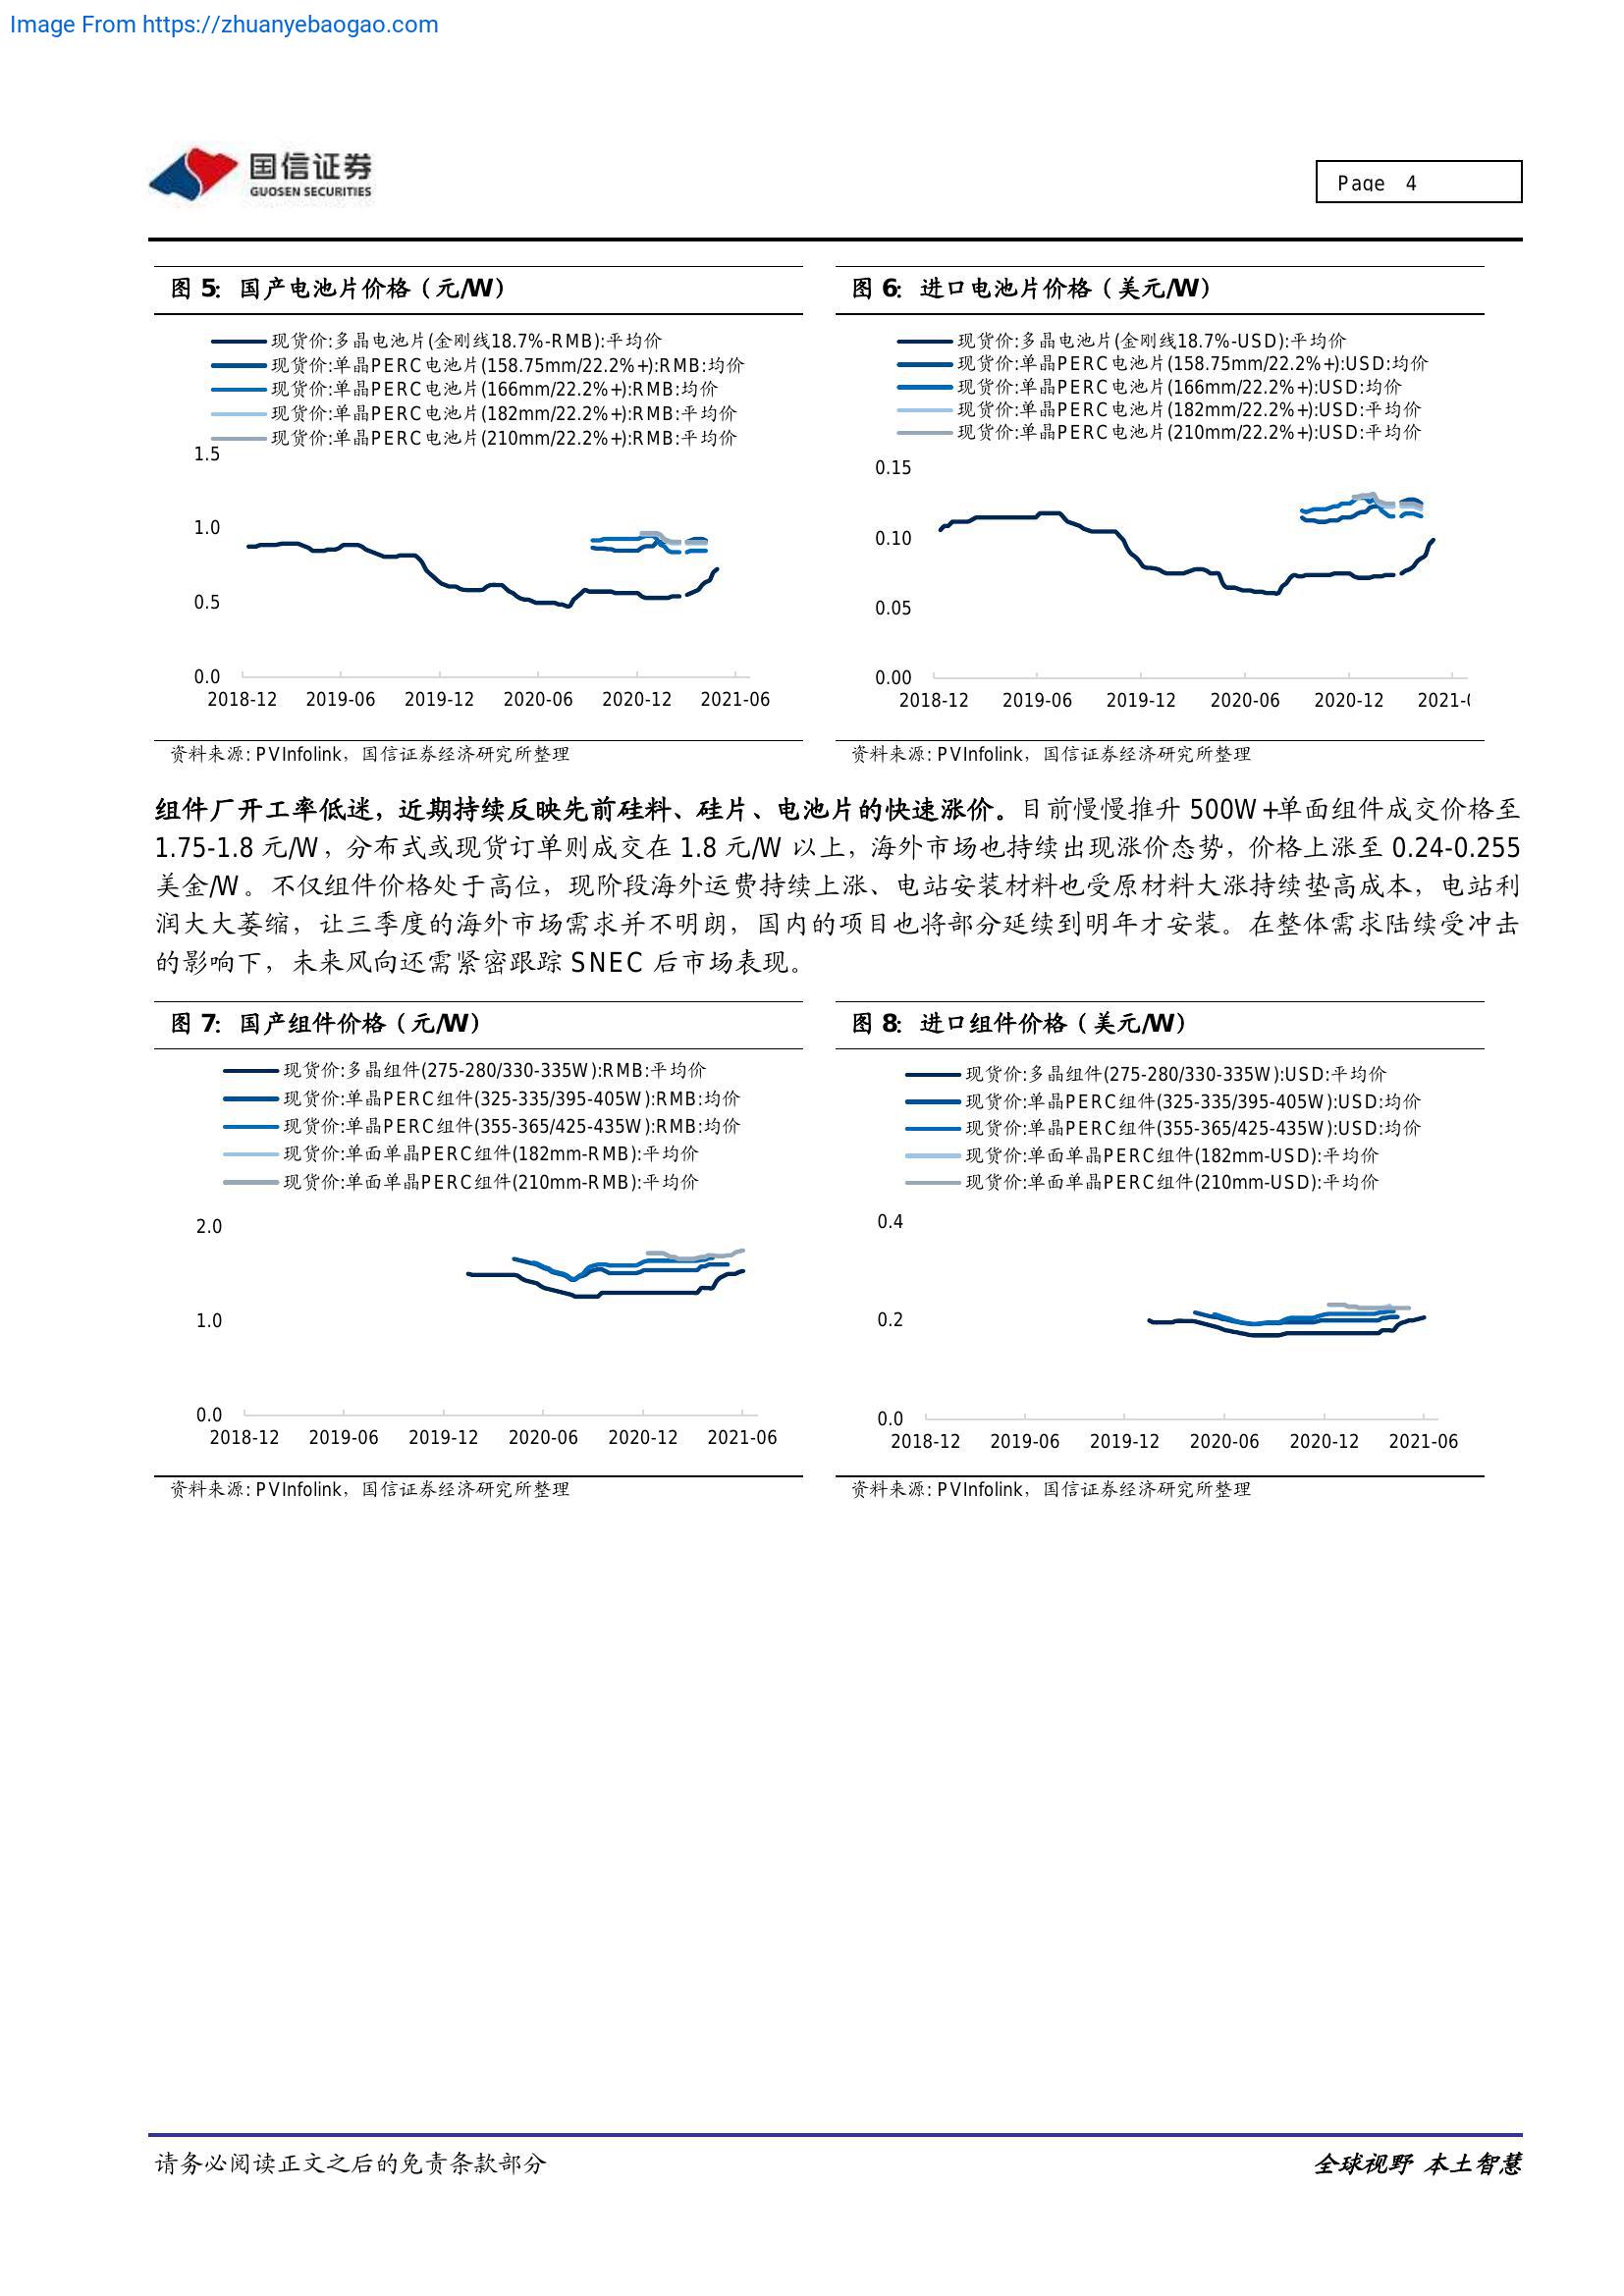 Image From https://zhuanyebaogao.com
国信证券
GUOSEN SECURITIES
Page 4
图 5：国产电池片价格（元/W）
现货价:多晶电池片(金刚线18.7%-RMB):平均价
现货价:单晶PERC电池片(158.75mm/22.2%+):RMB:均价
现货价:单晶PERC电池片(166mm/22.2%+):RMB:均价
现货价:单晶PERC电池片(182mm/22.2%+):RMB:平均价
现货价:单晶PERC电池片(210mm/22.2%+):RMB:平均价
1.5
1.0
0.5
0.0
2018-12 2019-06 2019-12 2020-06 2020-12 2021-06
资料来源: PVInfolink，国信证券经济研究所整理
图 6：进口电池片价格（美元/W）
现货价:多晶电池片(金刚线18.7%-USD):平均价
现货价:单晶PERC电池片(158.75mm/22.2%+):USD:均价
现货价:单晶PERC电池片(166mm/22.2%+):USD:均价
现货价:单晶PERC电池片(182mm/22.2%+):USD:平均价
现货价:单晶PERC电池片(210mm/22.2%+):USD:平均价
0.15
0.10
0.05
0.00
2018-12 2019-06 2019-12 2020-06 2020-12 2021-0
资料来源: PVInfolink，国信证券经济研究所整理
组件厂开工率低迷，近期持续反映先前硅料、硅片、电池片的快速涨价。目前慢慢推升 500W+单面组件成交价格至
1.75-1.8 元/W，分布式或现货订单则成交在 1.8 元/W 以上，海外市场也持续出现涨价态势，价格上涨至 0.24-0.255
美金/W。不仅组件价格处于高位，现阶段海外运费持续上涨、电站安装材料也受原材料大涨持续垫高成本，电站利
润大大萎缩，让三季度的海外市场需求并不明朗，国内的项目也将部分延续到明年才安装。在整体需求陆续受冲击
的影响下，未来风向还需紧密跟踪 SNEC 后市场表现。
图 7：国产组件价格（元/W）
现货价:多晶组件(275-280/330-335W):RMB:平均价
现货价:单晶PERC组件(325-335/395-405W):RMB:均价
现货价:单晶PERC组件(355-365/425-435W):RMB:均价
现货价:单面单晶PERC组件(182mm-RMB):平均价
现货价:单面单晶PERC组件(210mm-RMB):平均价
2.0
1.0
0.0
2018-12 2019-06 2019-12 2020-06 2020-12 2021-06
资料来源: PVInfolink，国信证券经济研究所整理
图 8：进口组件价格（美元/W）
现货价:多晶组件(275-280/330-335W):USD:平均价
现货价:单晶PERC组件(325-335/395-405W):USD:均价
现货价:单晶PERC组件(355-365/425-435W):USD:均价
现货价:单面单晶PERC组件(182mm-USD):平均价
现货价:单面单晶PERC组件(210mm-USD):平均价
0.4
0.2
0.0
2018-12 2019-06 2019-12 2020-06 2020-12 2021-06
资料来源: PVInfolink，国信证券经济研究所整理
请务必阅读正文之后的免责条款部分
全球视野 本土智慧